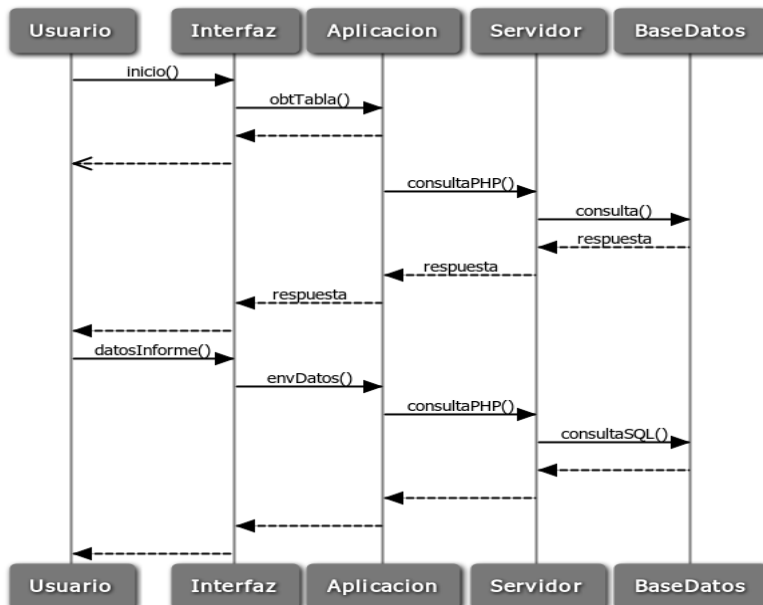 Usuario Interfaz Aplicacion Servidor BaseDatos
inicio()
obtTabla()
consultaPHP()
consulta()
respuesta
respuesta
respuesta
datosInforme()
envDatos()
consultaPHP()
consultaSQL()
Usuario Interfaz Aplicacion Servidor BaseDatos